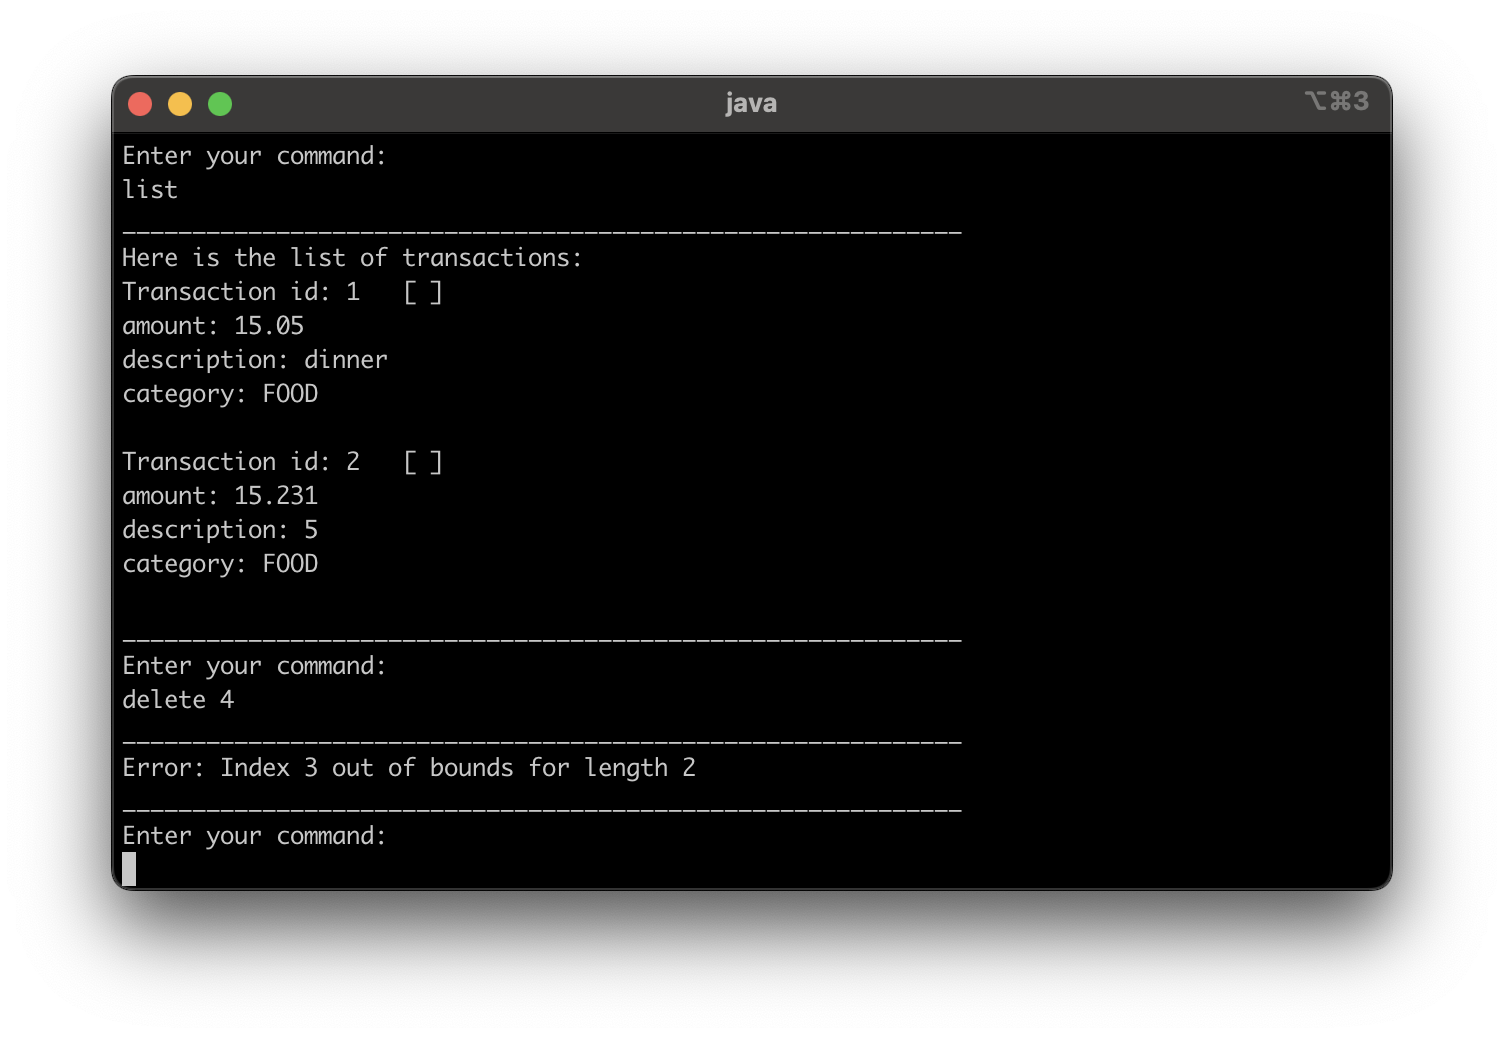 java
⌥⌘3
Enter your command:
list
____________________________________________________________
Here is the list of transactions:
Transaction id: 1   [ ]
amount: 15.05
description: dinner
category: FOOD

Transaction id: 2   [ ]
amount: 15.231
description: 5
category: FOOD

____________________________________________________________
Enter your command:
delete 4
____________________________________________________________
Error: Index 3 out of bounds for length 2
____________________________________________________________
Enter your command: